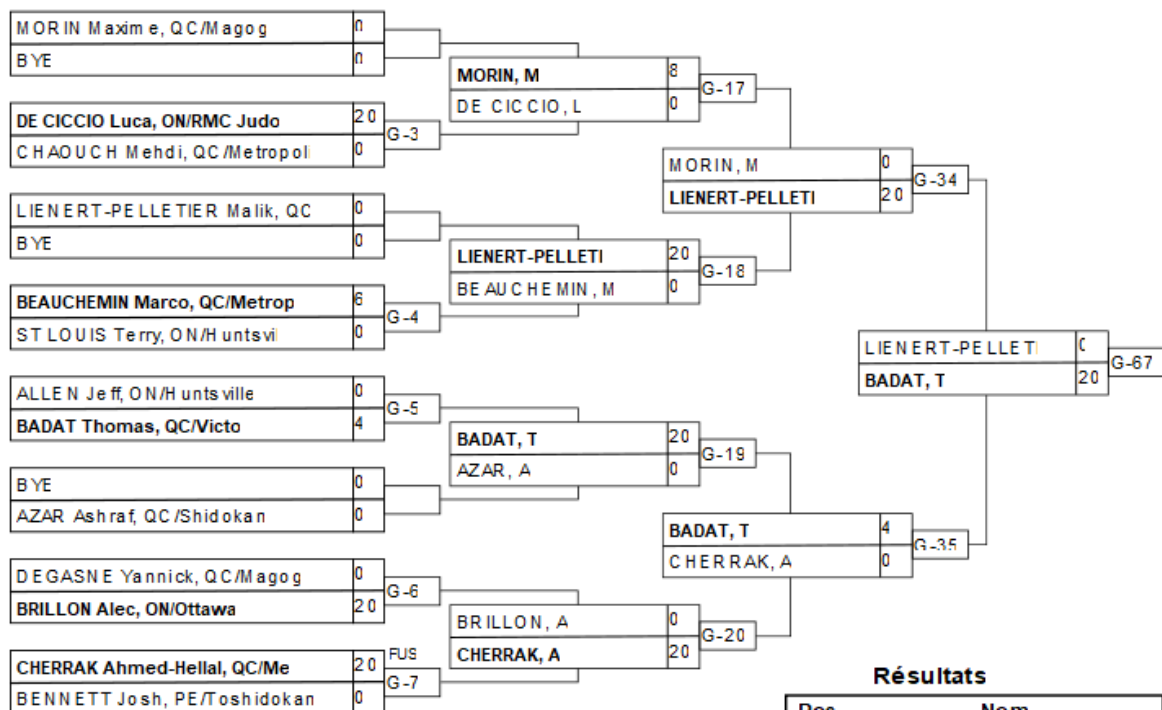 MORIN Maxime, QC/Magog 0
BYE 0
DE CICCIO Luca, ON/RMC Judo 20
CHAOUCH Mehdi, QC/Metropoli 0
G-3
LIENERT-PELLETIER Malik, QC 0
BYE 0
BEAUCHEMIN Marco, QC/Metrop 6
ST LOUIS Terry, ON/Huntsvil 0
G-4
ALLEN Jeff, ON/Huntsville 0
BADAT Thomas, QC/Victo 4
G-5
BYE 0
AZAR Ashraf, QC/Shidokan 0
DEGASNE Yannick, QC/Magog 0
BRILLON Alec, ON/Ottawa 20
G-6
CHERRAK Ahmed-Hellal, QC/Me 20
BENNETT Josh, PE/Toshidokan 0
FUS
G-7
MORIN, M 8
DE CICCIO, L 0
G-17
LIENERT-PELLETI 20
BEAUCHEMIN, M 0
G-18
BADAT, T 20
AZAR, A 0
G-19
BRILLON, A 0
CHERRAK, A 20
G-20
MORIN, M 0
LIENERT-PELLETI 20
G-34
BADAT, T 4
CHERRAK, A 0
G-35
LIENERT-PELLETI 0
BADAT, T 20
G-67
Résultats
Pos Nom